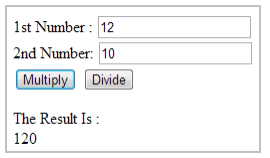 1st Number : 12
2nd Number: 10
Multiply Divide
The Result Is :
120